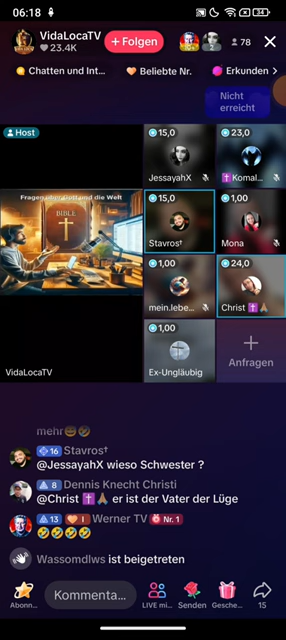 06:18
34
VidaLocaTV
23.4K
+ Folgen
2
78
Chatten und Int...
Beliebte Nr.
Erkunden
Nicht
erreicht
Host
Fragen über Gott und die Welt
BIBLE
VidaLocaTV
15,0
JessayahX
23,0
Komal...
15,0
Stavros†
1,00
Mona
1,00
mein.lebe...
24,0
Christ
1,00
Ex-Ungläubig
+
Anfragen
mehr
16 Stavros†
@JessayahX wieso Schwester ?
8 Dennis Knecht Christi
@Christ ✝️🙏🏾 er ist der Vater der Lüge
13 I Werner TV Nr. 1
🤣🤣🤣🤣🤣
Wassomdlws ist beigetreten
Abonn...
Kommenta...
LIVE mi...
Senden
Gesche...
15